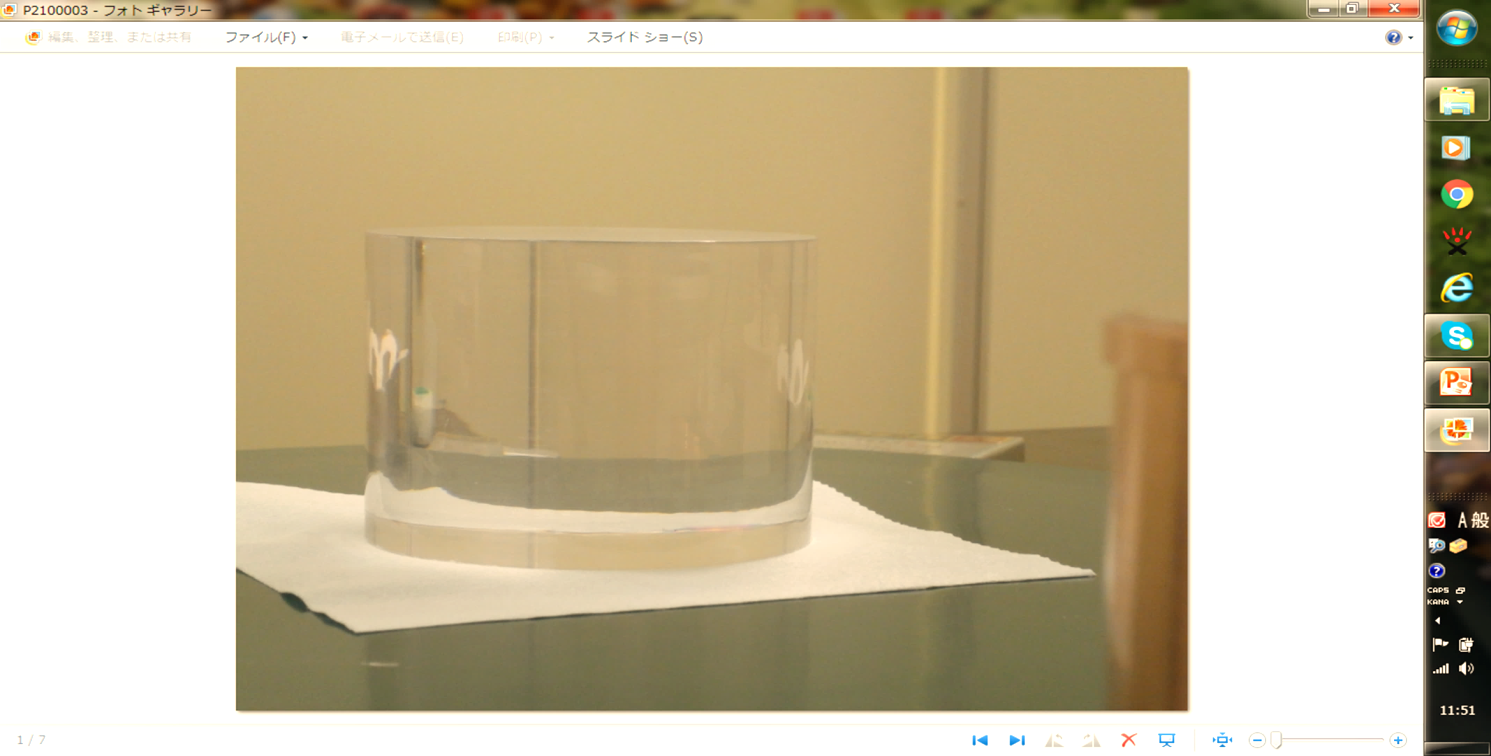 P2100003 - フォト ギャラリー
編集、整理、または共有 ファイル(F) 電子メールで送信(E) 印刷(P) スライド ショー(S)
A 般
CAPS
KANA
11:51
1 / 7